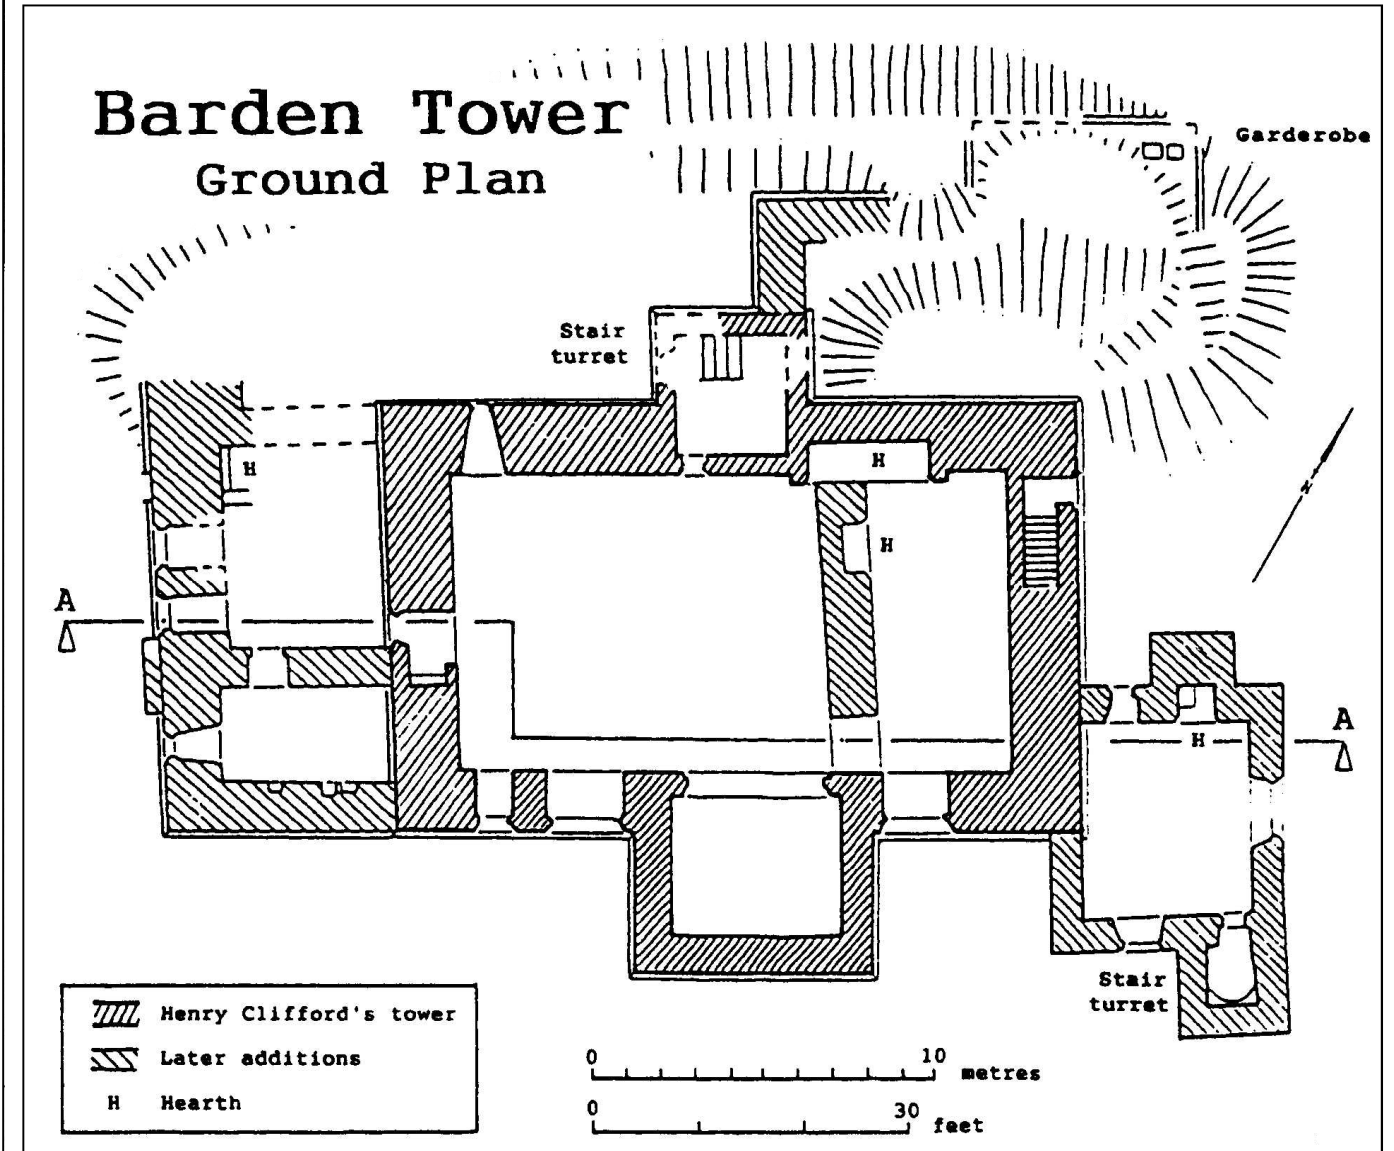 Barden Tower
Ground Plan
Garderobe
Stair
turret
H
H
H
N
A
A
H
Stair
turret
Henry Clifford's tower
Later additions
H Hearth
0 10
metres
0 30
feet